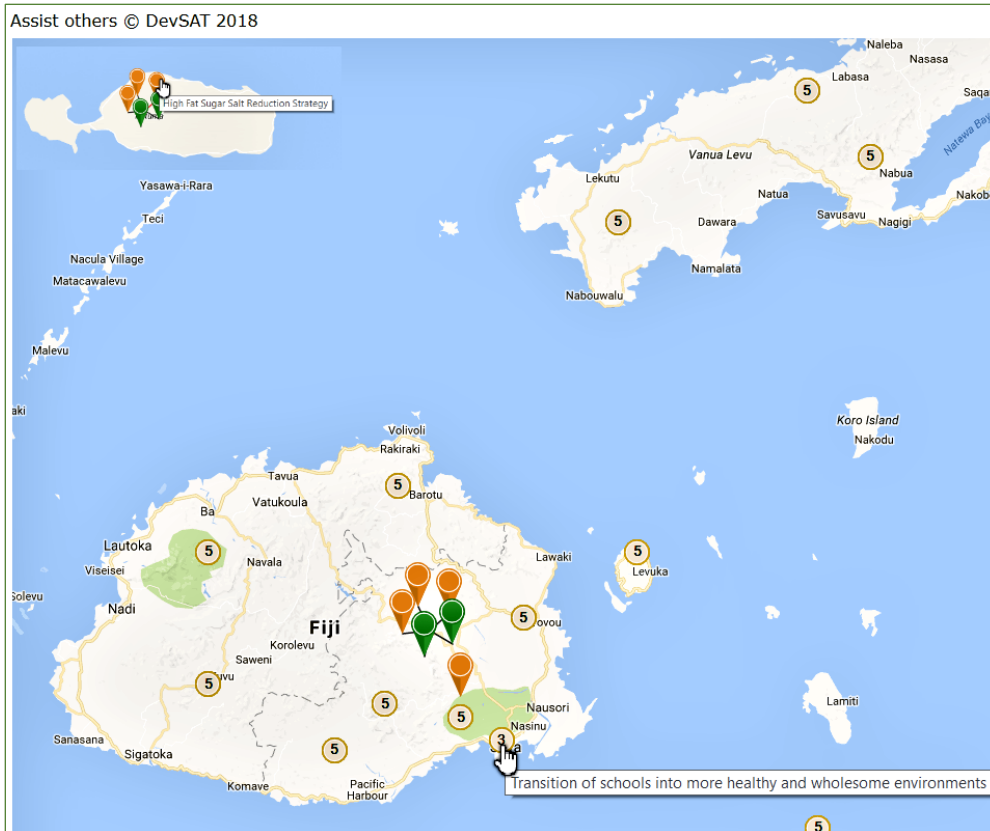 Assist others © DevSAT 2018
High Fat Sugar Salt Reduction Strategy
Naleba
Nasasa
Labasa
5
Natewa Bay
Vanua Levu
5
Nabua
Yasawa-i-Rara
Lekutu
Natua
Teci
5
Dawara
Savusavu
Nagigi
Nacula Village
Namalata
Matacawalevu
Nabouwalu
Malevu
Koro Island
Nakodu
Volivoli
Rakiraki
Tavua
5
Barotu
Vatukoula
Ba
Lautoka
5
Navala
Lawaki
5
Viseisei
Levuka
Nadi
Fiji
5
Korolevu
Saweni
5
5
5
Lamiti
Nausori
Nasinu
3
Sanasana
Sigatoka
5
Komave
Pacific
Harbour
Transition of schools into more healthy and wholesome environments
5